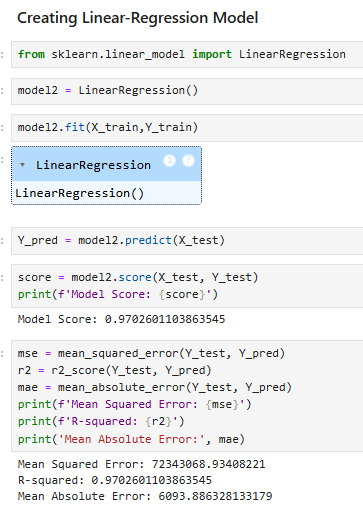 Creating Linear-Regression Model
from sklearn.linear_model import LinearRegression
model2 = LinearRegression()
model2.fit(X_train,Y_train)
LinearRegression
LinearRegression()
Y_pred = model2.predict(X_test)
score = model2.score(X_test, Y_test)
print(f'Model Score: {score}')
Model Score: 0.9702601103863545
mse = mean_squared_error(Y_test, Y_pred)
r2 = r2_score(Y_test, Y_pred)
mae = mean_absolute_error(Y_test, Y_pred)
print(f'Mean Squared Error: {mse}')
print(f'R-squared: {r2}')
print('Mean Absolute Error:', mae)
Mean Squared Error: 72343068.93408221
R-squared: 0.9702601103863545
Mean Absolute Error: 6093.886328133179